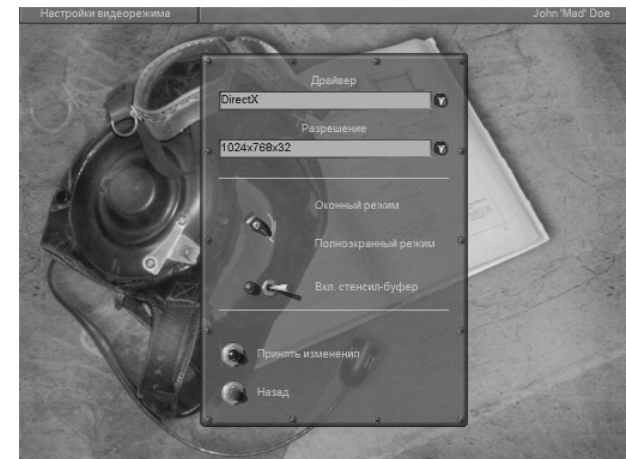 Настройки видеорежима
John "Mad" Doe
Драйвер
DirectX
Разрешение
1024x768x32
Оконный режим
Полноэкранный режим
Вкл. стенсил-буфер
Принять изменения
Назад